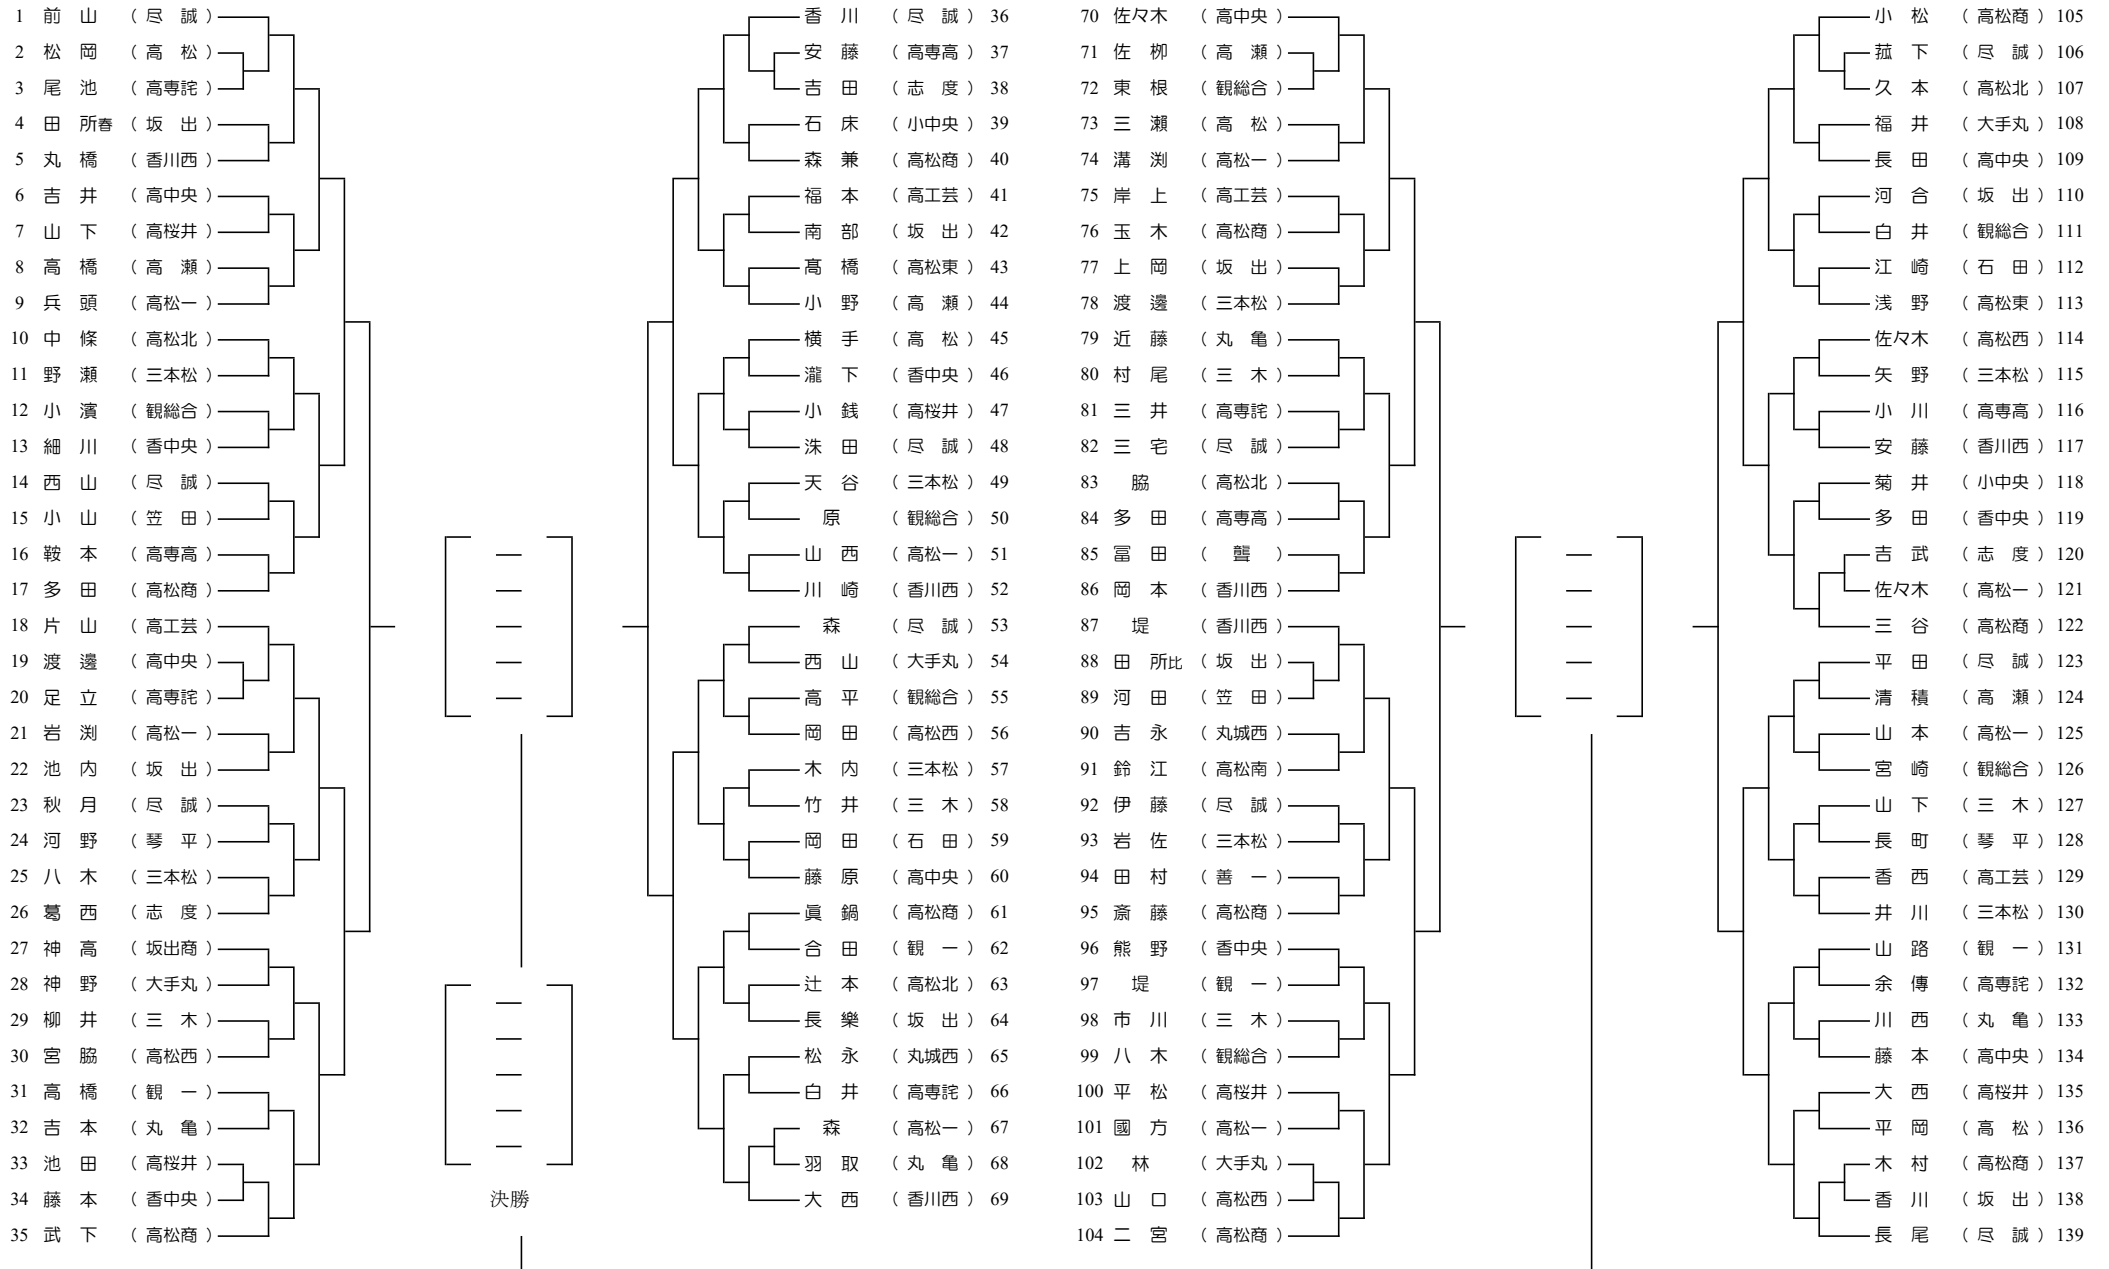 1 前 山 ( 尽 誠 )
2 松 岡 ( 高 松 )
3 尾 池 ( 高専詫 )
4 田 所春 ( 坂 出 )
5 丸 橋 ( 香川西 )
6 吉 井 ( 高中央 )
7 山 下 ( 高桜井 )
8 高 橋 ( 高 瀬 )
9 兵 頭 ( 高松一 )
10 中 條 ( 高松北 )
11 野 瀬 ( 三本松 )
12 小 濱 ( 観総合 )
13 細 川 ( 香中央 )
14 西 山 ( 尽 誠 )
15 小 山 ( 笠 田 )
16 鞍 本 ( 高専高 )
17 多 田 ( 高松商 )
18 片 山 ( 高工芸 )
19 渡 邊 ( 高中央 )
20 足 立 ( 高専詫 )
21 岩 渕 ( 高松一 )
22 池 内 ( 坂 出 )
23 秋 月 ( 尽 誠 )
24 河 野 ( 琴 平 )
25 八 木 ( 三本松 )
26 葛 西 ( 志 度 )
27 神 高 ( 坂出商 )
28 神 野 ( 大手丸 )
29 柳 井 ( 三 木 )
30 宮 脇 ( 高松西 )
31 高 橋 ( 観 一 )
32 吉 本 ( 丸 亀 )
33 池 田 ( 高桜井 )
34 藤 本 ( 香中央 )
35 武 下 ( 高松商 )
決勝
香 川 ( 尽 誠 ) 36
安 藤 ( 高専高 ) 37
吉 田 ( 志 度 ) 38
石 床 ( 小中央 ) 39
森 兼 ( 高松商 ) 40
福 本 ( 高工芸 ) 41
南 部 ( 坂 出 ) 42
髙 橋 ( 高松東 ) 43
小 野 ( 高 瀬 ) 44
横 手 ( 高 松 ) 45
瀧 下 ( 香中央 ) 46
小 銭 ( 高桜井 ) 47
洙 田 ( 尽 誠 ) 48
天 谷 ( 三本松 ) 49
原 ( 観総合 ) 50
山 西 ( 高松一 ) 51
川 崎 ( 香川西 ) 52
森 ( 尽 誠 ) 53
西 山 ( 大手丸 ) 54
高 平 ( 観総合 ) 55
岡 田 ( 高松西 ) 56
木 内 ( 三本松 ) 57
竹 井 ( 三 木 ) 58
岡 田 ( 石 田 ) 59
藤 原 ( 高中央 ) 60
眞 鍋 ( 高松商 ) 61
合 田 ( 観 一 ) 62
辻 本 ( 高松北 ) 63
長 樂 ( 坂 出 ) 64
松 永 ( 丸城西 ) 65
白 井 ( 高専詫 ) 66
森 ( 高松一 ) 67
羽 取 ( 丸 亀 ) 68
大 西 ( 香川西 ) 69
70 佐々木 ( 高中央 )
71 佐 栁 ( 高 瀬 )
72 東 根 ( 観総合 )
73 三 瀬 ( 高 松 )
74 溝 渕 ( 高松一 )
75 岸 上 ( 高工芸 )
76 玉 木 ( 高松商 )
77 上 岡 ( 坂 出 )
78 渡 邊 ( 三本松 )
79 近 藤 ( 丸 亀 )
80 村 尾 ( 三 木 )
81 三 井 ( 高専詫 )
82 三 宅 ( 尽 誠 )
83 脇 ( 高松北 )
84 多 田 ( 高専高 )
85 冨 田 ( 聾 )
86 岡 本 ( 香川西 )
87 堤 ( 香川西 )
88 田 所比 ( 坂 出 )
89 河 田 ( 笠 田 )
90 吉 永 ( 丸城西 )
91 鈴 江 ( 高松南 )
92 伊 藤 ( 尽 誠 )
93 岩 佐 ( 三本松 )
94 田 村 ( 善 一 )
95 斎 藤 ( 高松商 )
96 熊 野 ( 香中央 )
97 堤 ( 観 一 )
98 市 川 ( 三 木 )
99 八 木 ( 観総合 )
100 平 松 ( 高桜井 )
101 國 方 ( 高松一 )
102 林 ( 大手丸 )
103 山 口 ( 高松西 )
104 二 宮 ( 高松商 )
小 松 ( 高松商 ) 105
菰 下 ( 尽 誠 ) 106
久 本 ( 高松北 ) 107
福 井 ( 大手丸 ) 108
長 田 ( 高中央 ) 109
河 合 ( 坂 出 ) 110
白 井 ( 観総合 ) 111
江 崎 ( 石 田 ) 112
浅 野 ( 高松東 ) 113
佐々木 ( 高松西 ) 114
矢 野 ( 三本松 ) 115
小 川 ( 高専高 ) 116
安 藤 ( 香川西 ) 117
菊 井 ( 小中央 ) 118
多 田 ( 香中央 ) 119
吉 武 ( 志 度 ) 120
佐々木 ( 高松一 ) 121
三 谷 ( 高松商 ) 122
平 田 ( 尽 誠 ) 123
清 積 ( 高 瀬 ) 124
山 本 ( 高松一 ) 125
宮 崎 ( 観総合 ) 126
山 下 ( 三 木 ) 127
長 町 ( 琴 平 ) 128
香 西 ( 高工芸 ) 129
井 川 ( 三本松 ) 130
山 路 ( 観 一 ) 131
余 傳 ( 高専詫 ) 132
川 西 ( 丸 亀 ) 133
藤 本 ( 高中央 ) 134
大 西 ( 高桜井 ) 135
平 岡 ( 高 松 ) 136
木 村 ( 高松商 ) 137
香 川 ( 坂 出 ) 138
長 尾 ( 尽 誠 ) 139